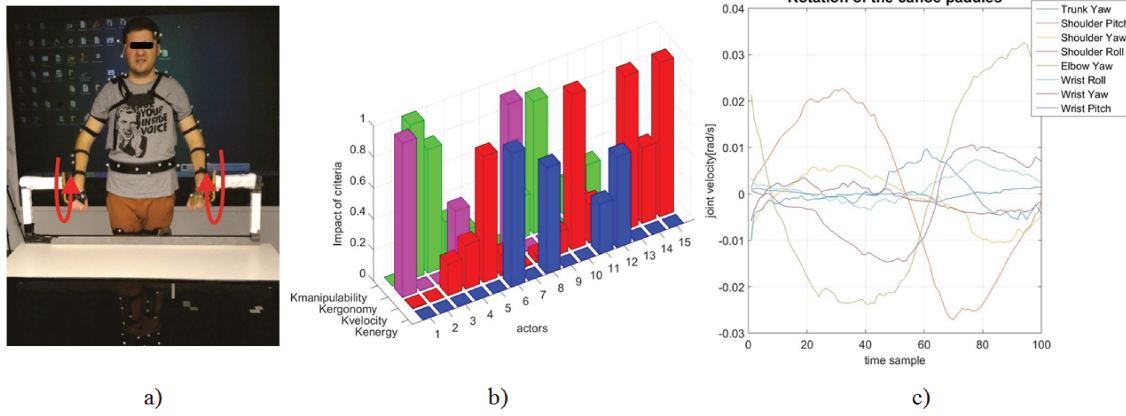 YOUR
INSIDE
VOICE
a)
1
0.8
0.6
0.4
0.2
0
Impact of criteria
Kmanipulability
Kergonomy
Kvelocity
Kenergy
1
2
3
4
5
6
7
8
9
10
11
12
13
14
15
actors
b)
Rotation of the canoe paddles
0.04
0.03
0.02
0.01
0
-0.01
-0.02
-0.03
joint velocity[rad/s]
0
20
40
60
80
100
time sample
Trunk Yaw
Shoulder Pitch
Shoulder Yaw
Shoulder Roll
Elbow Yaw
Wrist Roll
Wrist Yaw
Wrist Pitch
c)